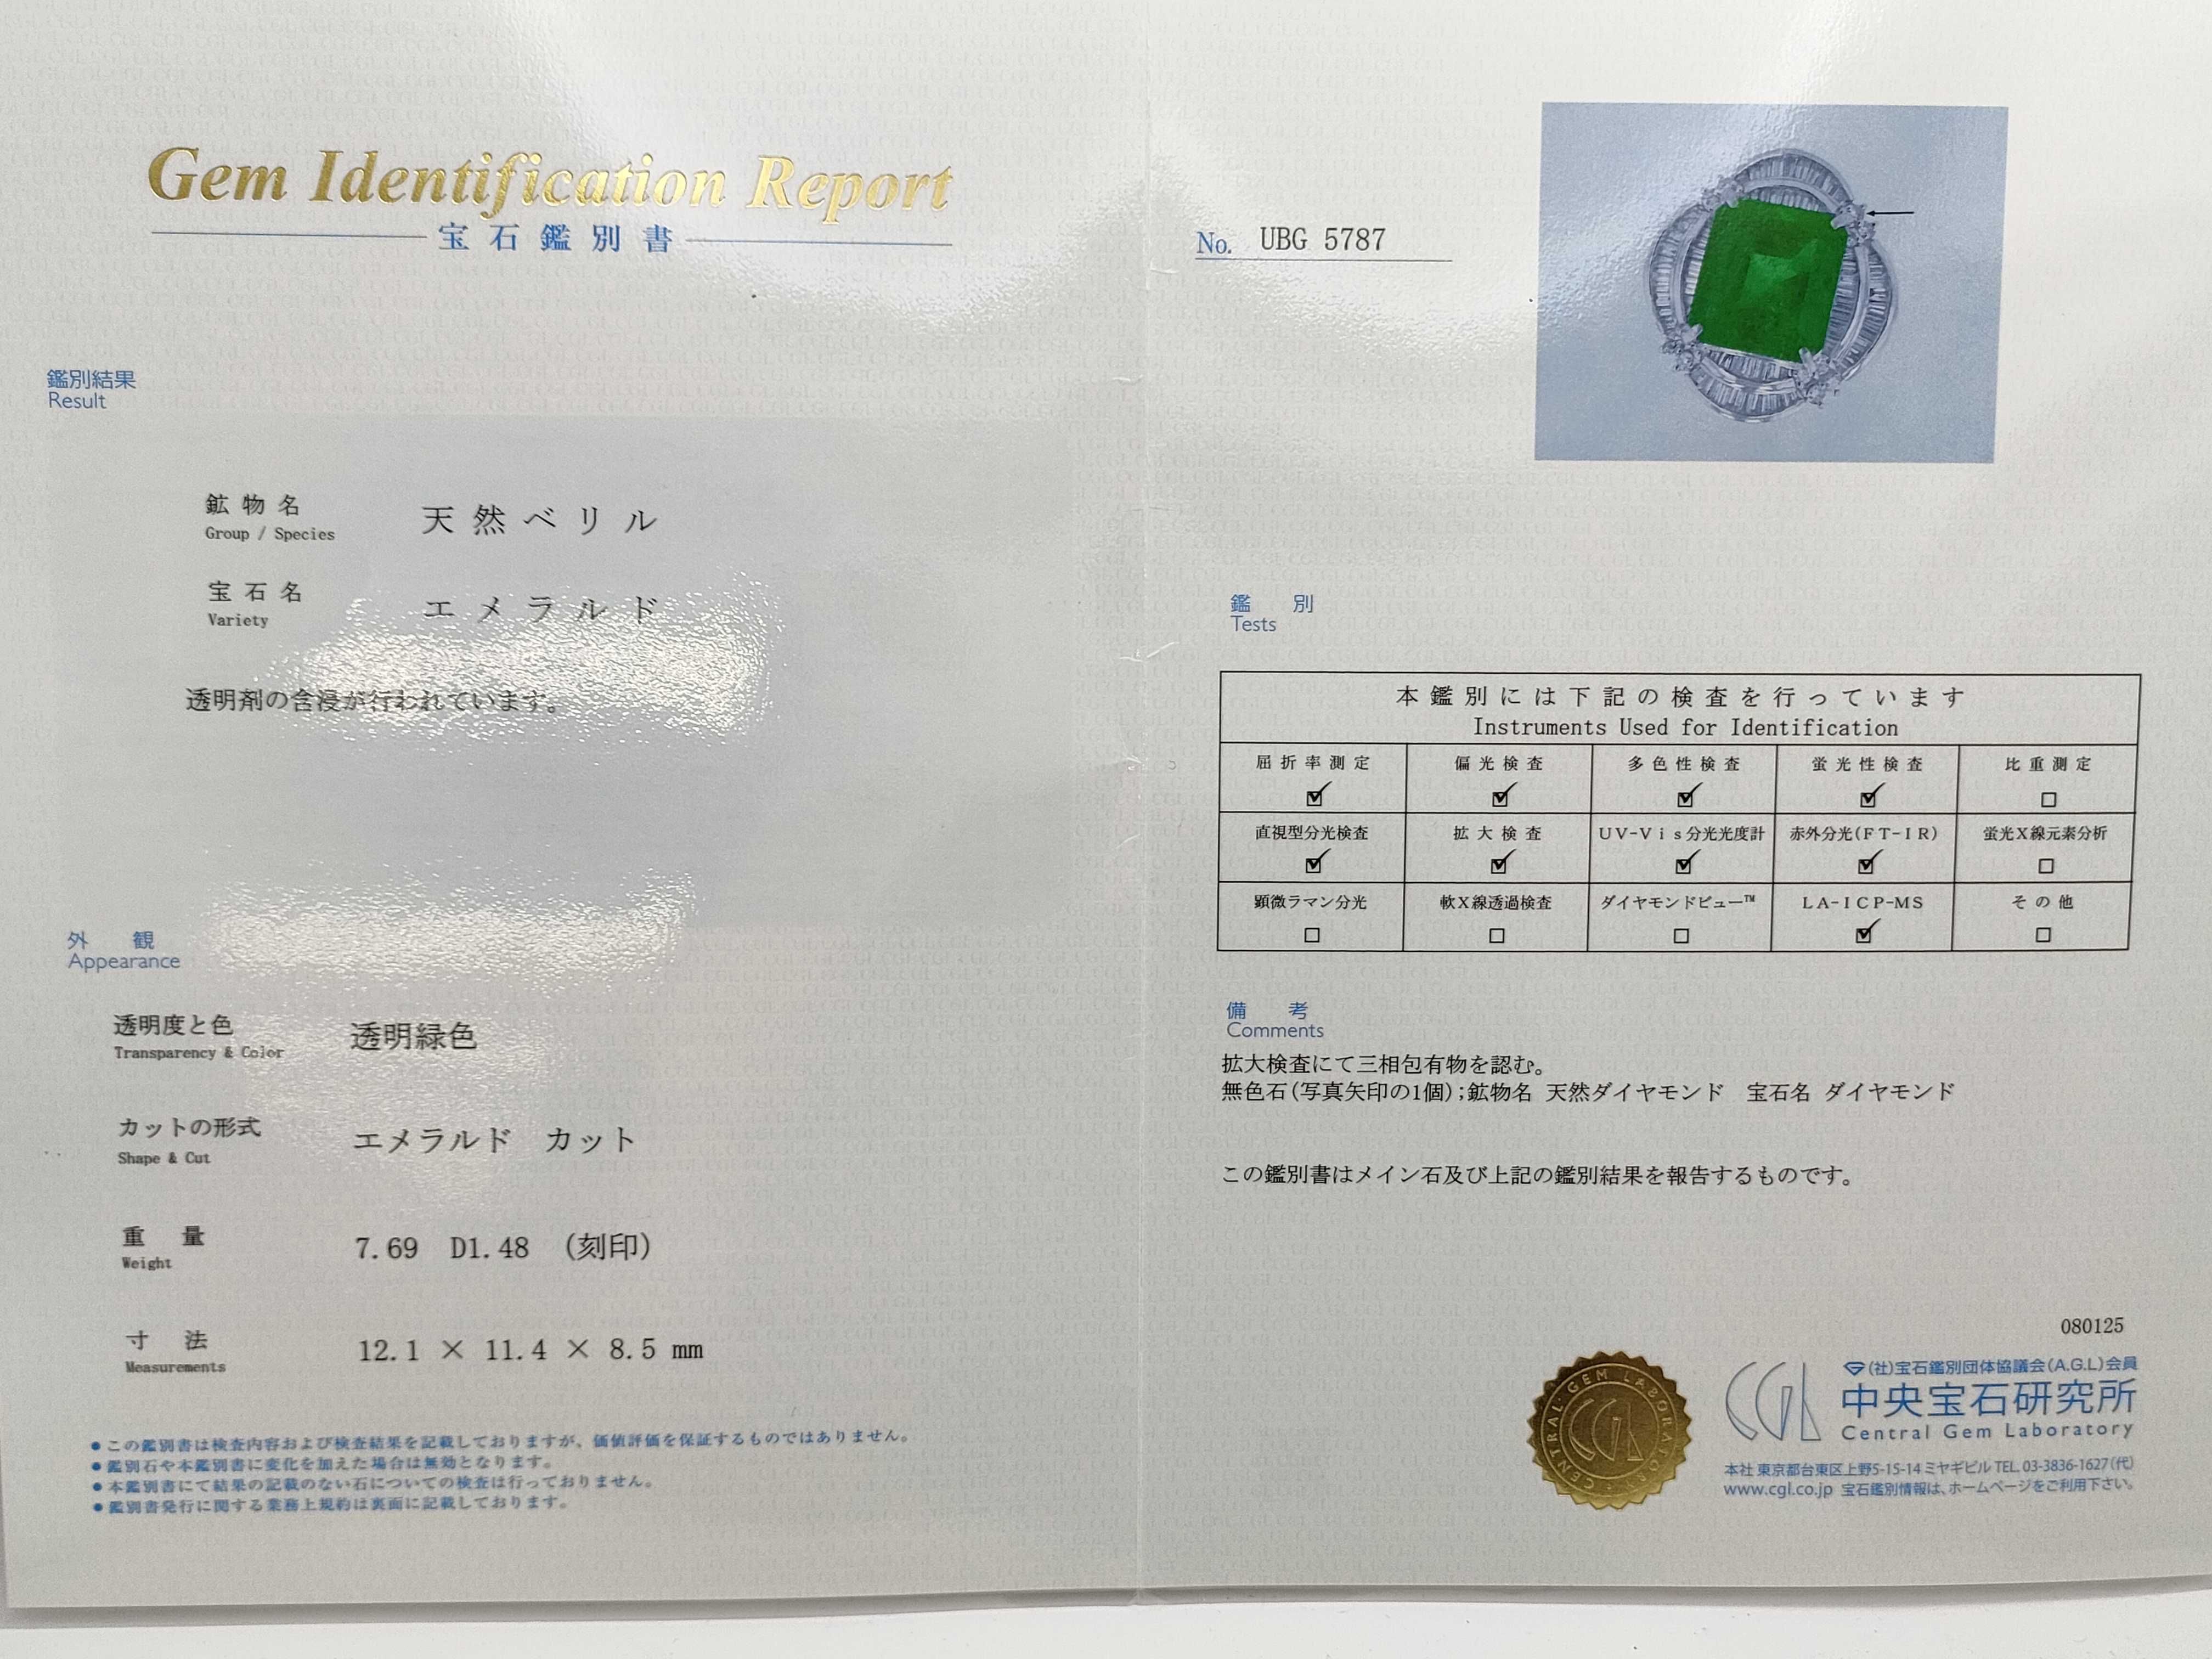 Gem Identification Report
宝石鑑別書
鑑別結果
Result
鉱物名
Group / Species
天然ベリル
宝石名
Variety
エメラルド
透明剤の含浸が行われています。
外 観
Appearance
透明度と色
Transparency & Color
透明緑色
カットの形式
Shape & Cut
エメラルド カット
重 量
Weight
7.69 D1.48 (刻印)
寸 法
Measurements
12.1 × 11.4 × 8.5 mm
● この鑑別書は検査内容および検査結果を記載しておりますが、価値評価を保証するものではありません。
● 鑑別石や本鑑別書に変化を加えた場合は無効となります。
● 本鑑別書にて結果の記載のない石についての検査は行っておりません。
● 鑑別書発行に関する業務上規約は裏面に記載しております。
No. UBG 5787
鑑 別
Tests
本鑑別には下記の検査を行っています
Instruments Used for Identification
屈折率測定 偏光検査 多色性検査 蛍光性検査 比重測定
☑ ☑ ☑ ☑ □
直視型分光検査 拡大検査 UV-Vis分光光度計 赤外分光(FT-IR) 蛍光X線元素分析
☑ ☑ ☑ ☑ □
顕微ラマン分光 軟X線透過検査 ダイヤモンドビュー™ LA-ICP-MS その他
□ □ □ ☑ □
備 考
Comments
拡大検査にて三相包有物を認む。
無色石(写真矢印の1個);鉱物名 天然ダイヤモンド 宝石名 ダイヤモンド
この鑑別書はメイン石及び上記の鑑別結果を報告するものです。
080125
(社)宝石鑑別団体協議会(A.G.L)会員
CGL 中央宝石研究所
Central Gem Laboratory
本社 東京都台東区上野5-15-14 ミヤギビル TEL. 03-3836-1627(代)
www.cgl.co.jp 宝石鑑別情報は、ホームページをご利用下さい。
CENTRAL GEM LABORATORY
CGL